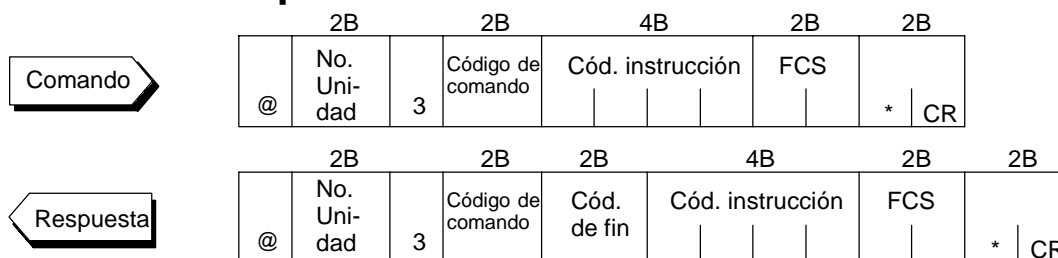 2B 2B 4B 2B 2B
Comando
@ No. Uni- dad 3 Código de comando Cód. instrucción FCS * CR
2B 2B 2B 4B 2B 2B
Respuesta
@ No. Uni- dad 3 Código de comando Cód. de fin Cód. instrucción FCS * CR